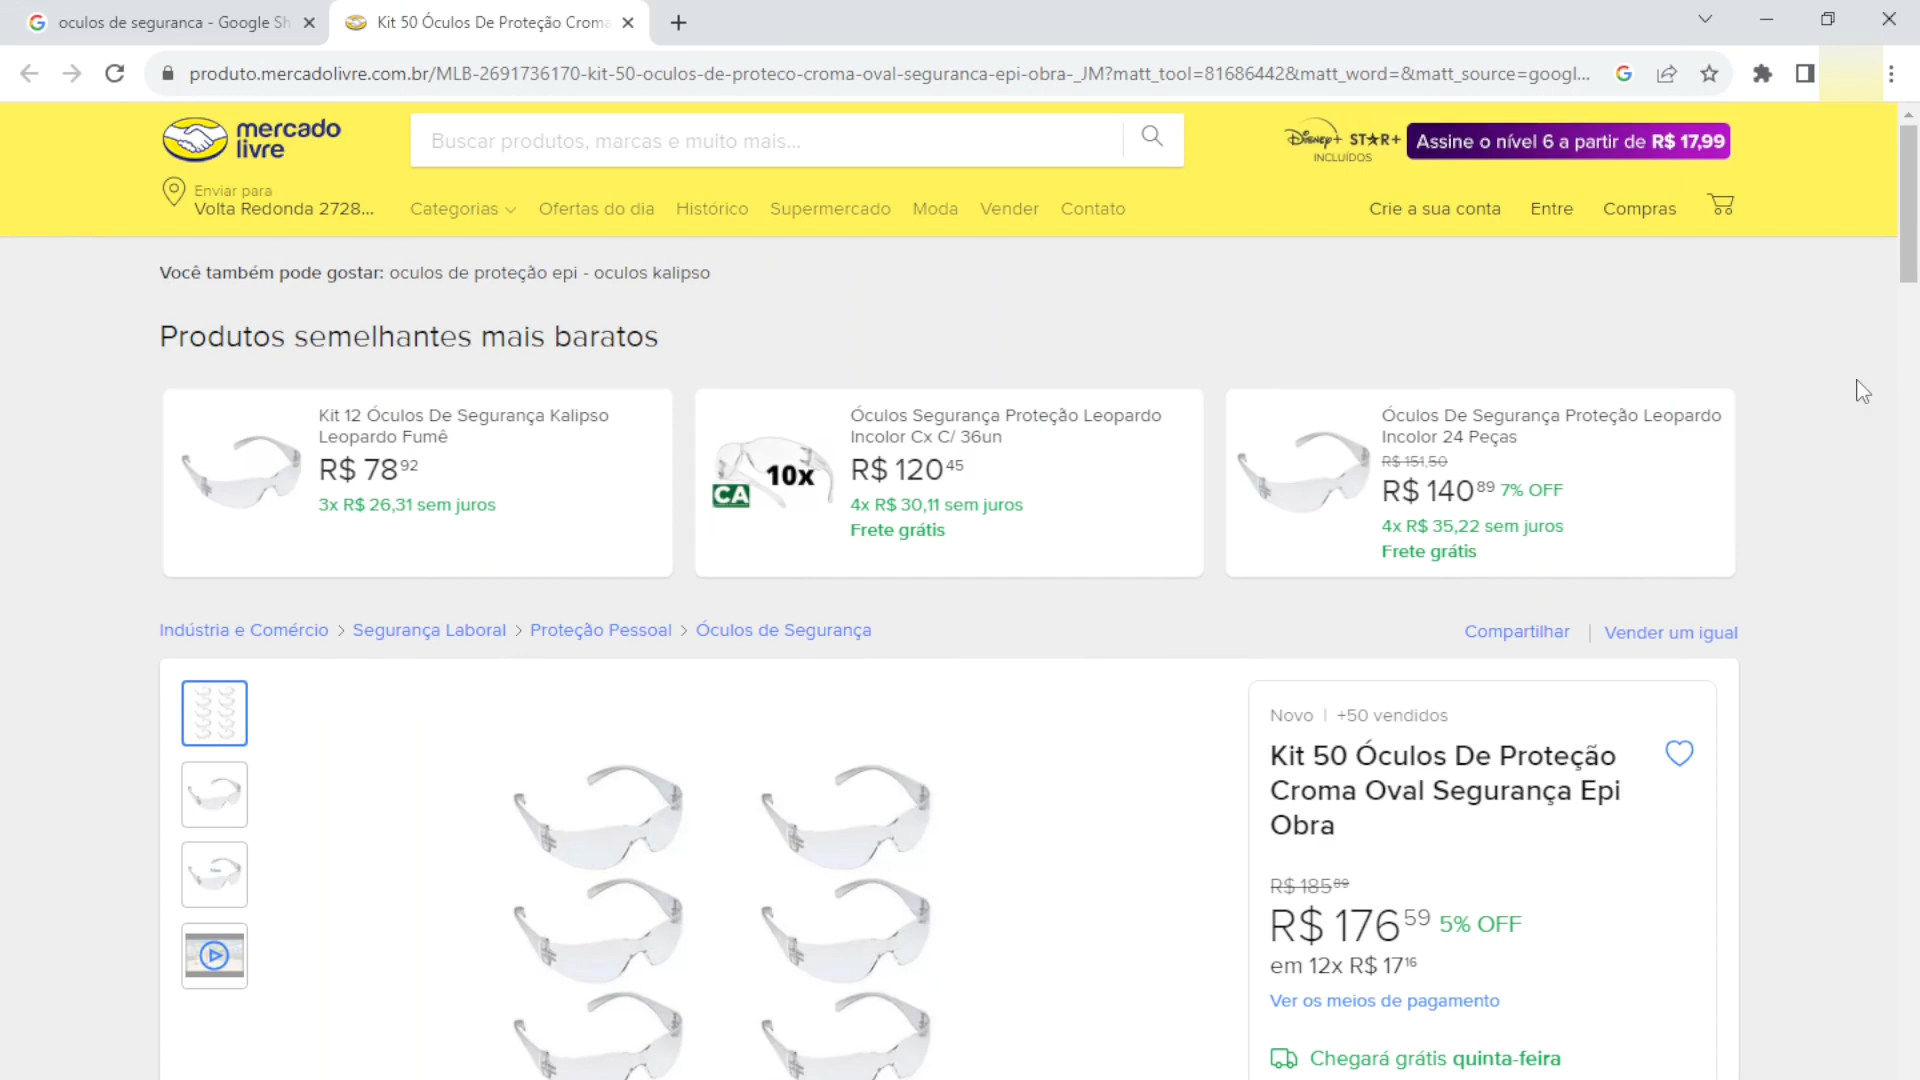 oculos de seguranca - Google Sh
Kit 50 Óculos De Proteção Croma
produto.mercadolivre.com.br/MLB-2691736170-kit-50-oculos-de-proteco-croma-oval-seguranca-epi-obra-_JM?matt_tool=81686442&matt_word=&matt_source=googl...
mercado
livre
Buscar produtos, marcas e muito mais...
Disney+ STAR+
INCLUÍDOS
Assine o nível 6 a partir de R$ 17,99
Enviar para
Volta Redonda 2728...
Categorias
Ofertas do dia
Histórico
Supermercado
Moda
Vender
Contato
Crie a sua conta
Entre
Compras
Você também pode gostar: oculos de proteção epi - oculos kalipso
Produtos semelhantes mais baratos
Kit 12 Óculos De Segurança Kalipso
Leopardo Fumê
R$ 78 92
3x R$ 26,31 sem juros
10x
CA
Óculos Segurança Proteção Leopardo
Incolor Cx C/ 36un
R$ 120 45
4x R$ 30,11 sem juros
Frete grátis
Óculos De Segurança Proteção Leopardo
Incolor 24 Peças
R$ 151,50
R$ 140 89 7% OFF
4x R$ 35,22 sem juros
Frete grátis
Indústria e Comércio > Segurança Laboral > Proteção Pessoal > Óculos de Segurança
Compartilhar | Vender um igual
Novo | +50 vendidos
Kit 50 Óculos De Proteção
Croma Oval Segurança Epi
Obra
R$ 185 89
R$ 176 59 5% OFF
em 12x R$ 17 16
Ver os meios de pagamento
Chegará grátis quinta-feira